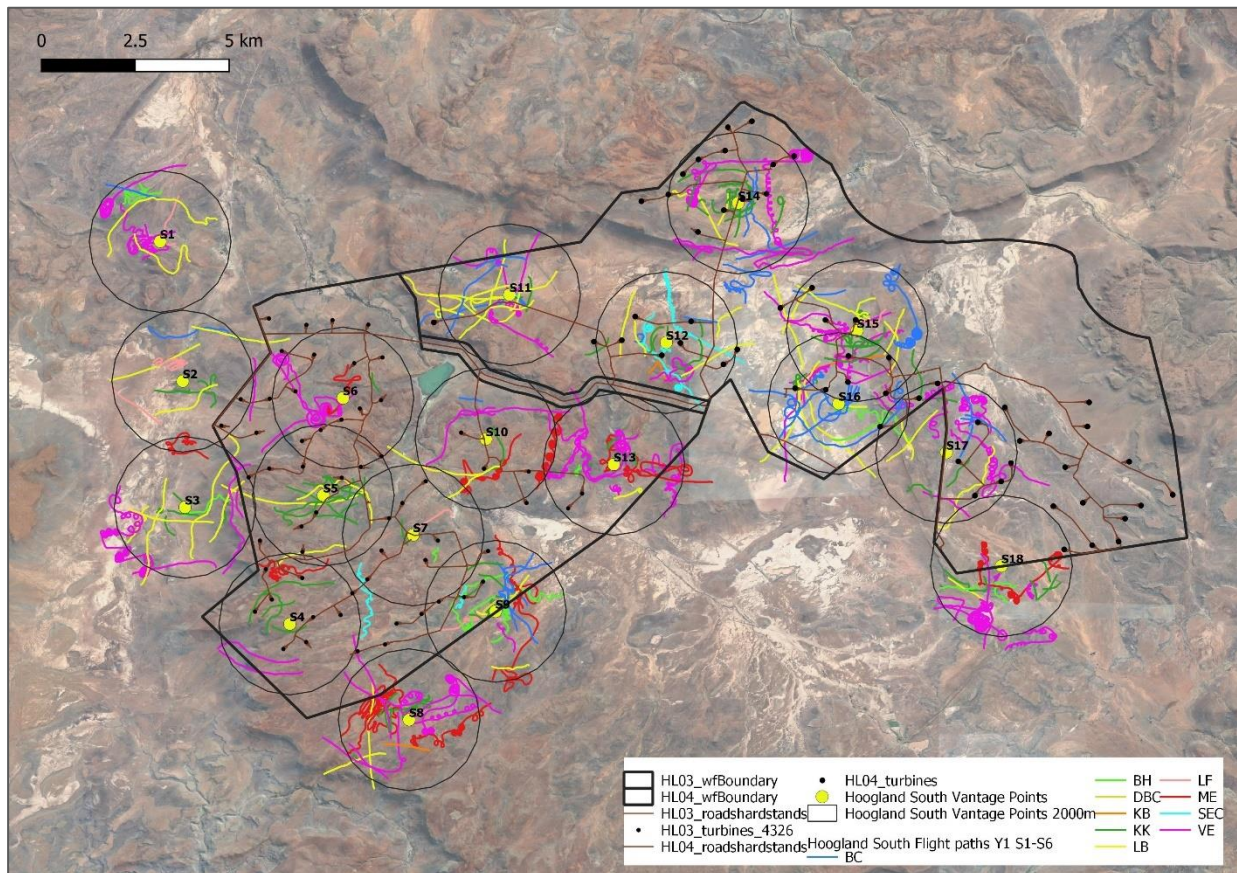 0 2.5 5 km
S1
S14
S11
S15
S12
S2
S6
S16
S10
S17
S13
S5
S3
S7
S18
S9
S4
S8
HL03_wfBoundary
HL04_wfBoundary
HL03_roadshardstands
HL03_turbines_4326
HL04_roadshardstands
HL04_turbines
Hoogland South Vantage Points
Hoogland South Vantage Points 2000m
Hoogland South Flight paths Y1 S1-S6
BC
BH
DBC
KB
KK
LB
LF
ME
SEC
VE